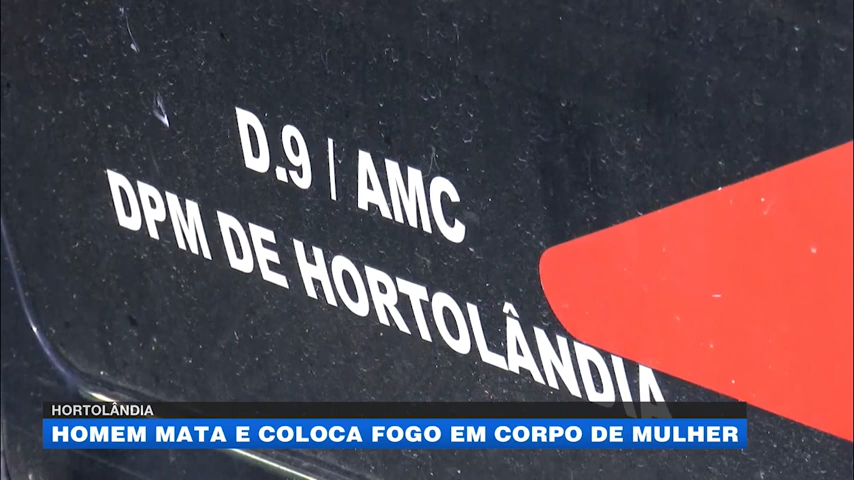 D.9 | AMC
DPM DE HORTOLÂNDIA
HORTOLÂNDIA
HOMEM MATA E COLOCA FOGO EM CORPO DE MULHER